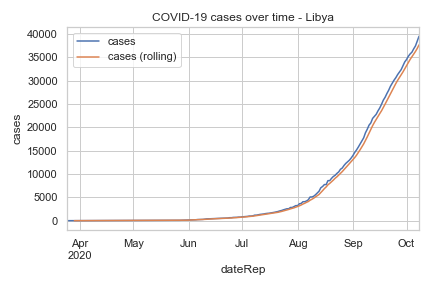 COVID-19 cases over time - Libya
cases
cases (rolling)
40000
35000
30000
25000
20000
15000
10000
5000
0
cases
Apr
2020
May
Jun
Jul
Aug
Sep
Oct
dateRep